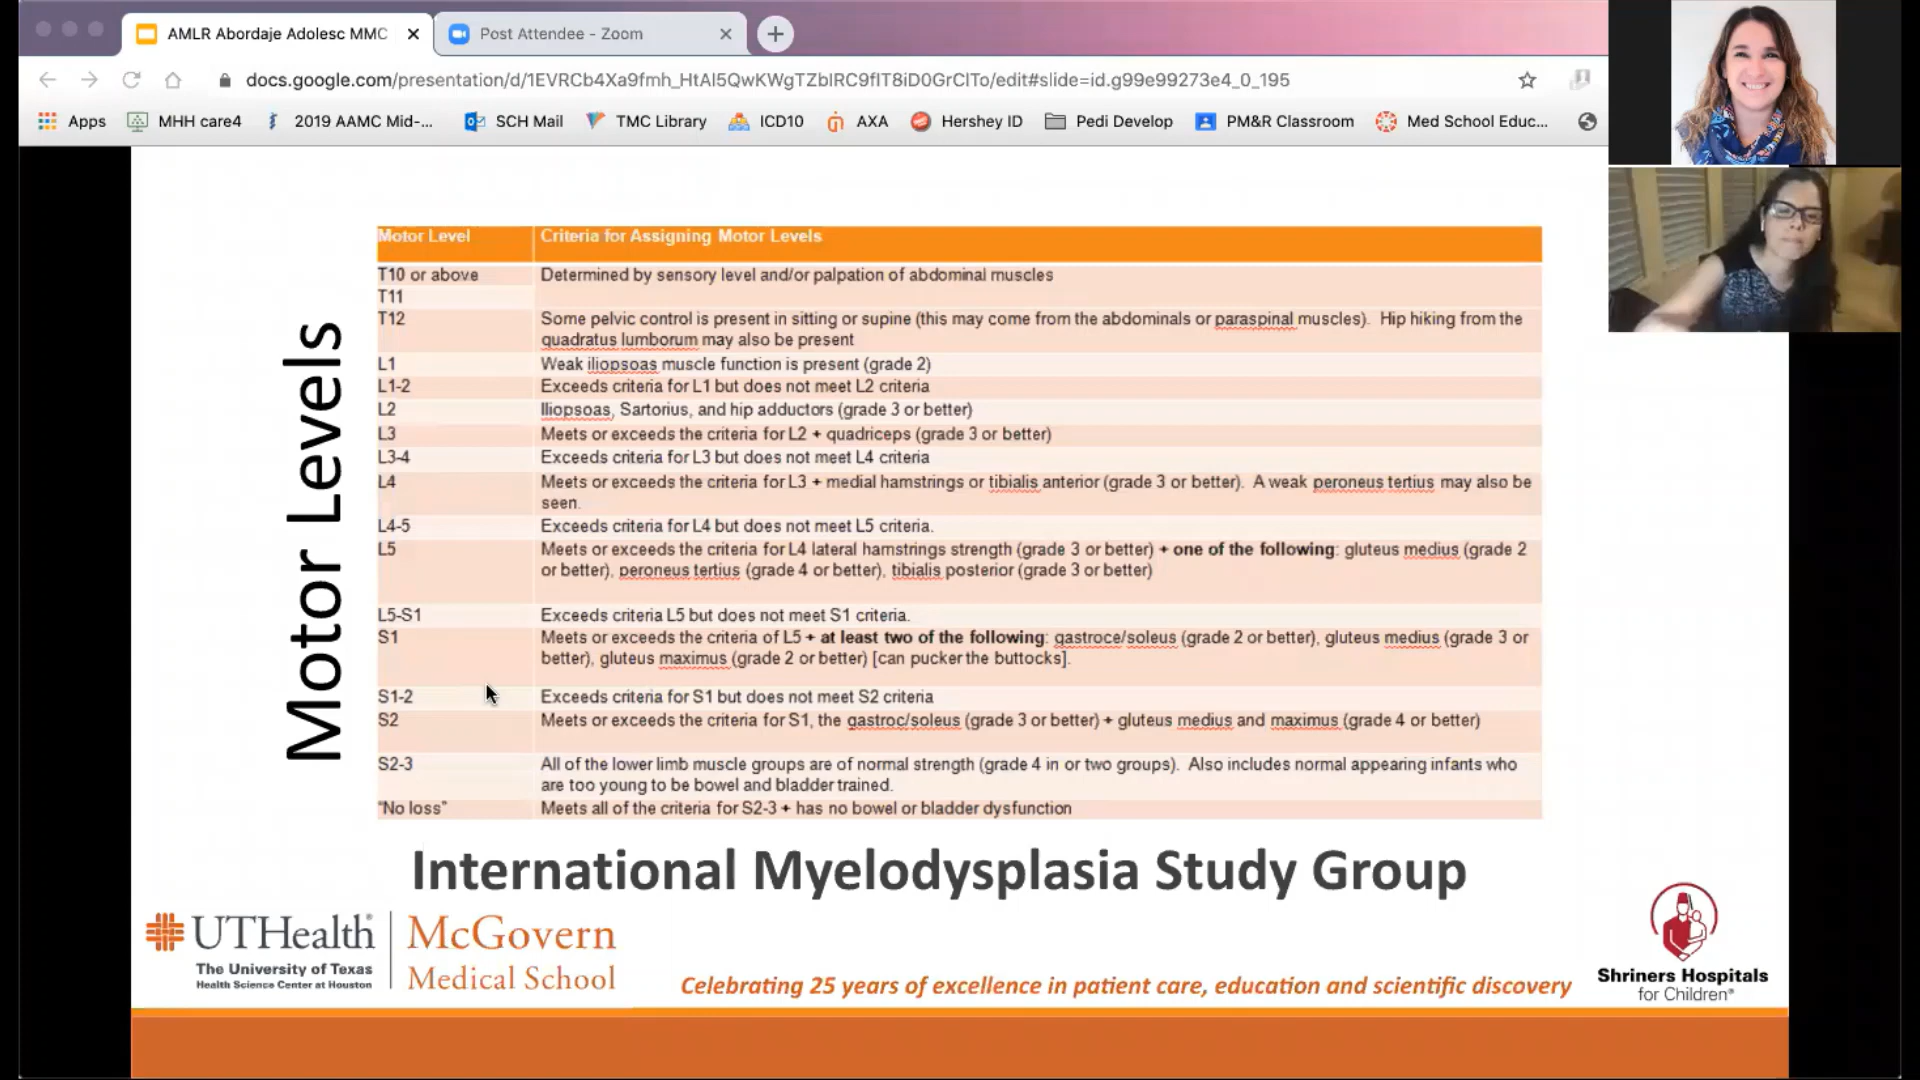 AMLR Abordaje Adolesc MMC
Post Attendee - Zoom
docs.google.com/presentation/d/1EVRCb4Xa9fmh_HtAl5QwKWgTZblRC9flT8iD0GrClTo/edit#slide=id.g99e99273e4_0_195
Apps MHH care4 2019 AAMC Mid-... SCH Mail TMC Library ICD10 AXA Hershey ID Pedi Develop PM&R Classroom Med School Educ...
Motor Levels
Motor Level Criteria for Assigning Motor Levels
T10 or above Determined by sensory level and/or palpation of abdominal muscles
T11
T12 Some pelvic control is present in sitting or supine (this may come from the abdominals or paraspinal muscles). Hip hiking from the
quadratus lumborum may also be present
L1 Weak iliopsoas muscle function is present (grade 2)
L1-2 Exceeds criteria for L1 but does not meet L2 criteria
L2 Iliopsoas, Sartorius, and hip adductors (grade 3 or better)
L3 Meets or exceeds the criteria for L2 + quadriceps (grade 3 or better)
L3-4 Exceeds criteria for L3 but does not meet L4 criteria
L4 Meets or exceeds the criteria for L3 + medial hamstrings or tibialis anterior (grade 3 or better). A weak peroneus tertius may also be
seen.
L4-5 Exceeds criteria for L4 but does not meet L5 criteria.
L5 Meets or exceeds the criteria for L4 lateral hamstrings strength (grade 3 or better) + one of the following: gluteus medius (grade 2
or better), peroneus tertius (grade 4 or better), tibialis posterior (grade 3 or better)
L5-S1 Exceeds criteria L5 but does not meet S1 criteria.
S1 Meets or exceeds the criteria of L5 + at least two of the following: gastroce/soleus (grade 2 or better), gluteus medius (grade 3 or
better), gluteus maximus (grade 2 or better) [can pucker the buttocks].
S1-2 Exceeds criteria for S1 but does not meet S2 criteria
S2 Meets or exceeds the criteria for S1, the gastroc/soleus (grade 3 or better) + gluteus medius and maximus (grade 4 or better)
S2-3 All of the lower limb muscle groups are of normal strength (grade 4 in or two groups). Also includes normal appearing infants who
are too young to be bowel and bladder trained.
“No loss” Meets all of the criteria for S2-3 + has no bowel or bladder dysfunction
International Myelodysplasia Study Group
UTHealth®
The University of Texas
Health Science Center at Houston
McGovern
Medical School
Celebrating 25 years of excellence in patient care, education and scientific discovery
Shriners Hospitals
for Children®